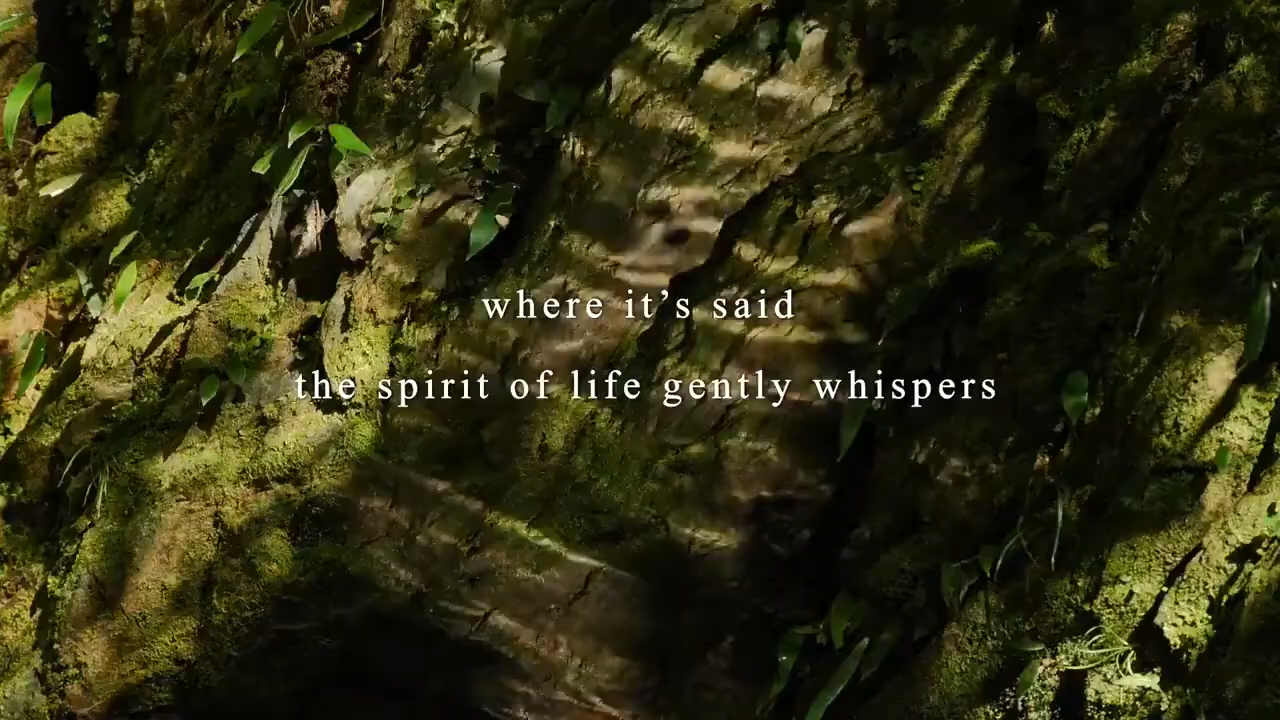 where it’s said
the spirit of life gently whispers